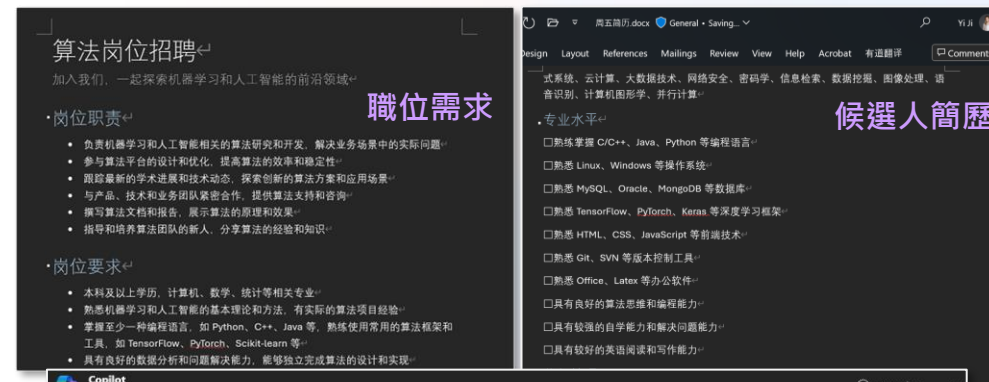 算法岗位招聘
加入我们，一起探索机器学习和人工智能的前沿领域
职位需求
岗位职责
负责机器学习和人工智能相关的算法研究和开发，解决业务场景中的实际问题
参与算法平台的设计和优化，提高算法的效率和稳定性
跟踪最新的学术进展和技术动态，探索创新的算法方案和应用场景
与产品、技术和业务团队紧密合作，提供算法支持和咨询
撰写算法文档和报告，展示算法的原理和效果
指导和培养算法团队的新人，分享算法的经验和知识
岗位要求
本科及以上学历，计算机、数学、统计等相关专业
熟悉机器学习和人工智能的基本理论和方法，有实际的算法项目经验
掌握至少一种编程语言，如 Python、C++、Java 等，熟练使用常用的算法框架和
工具，如 TensorFlow、PyTorch、Scikit-learn 等
具有良好的数据分析和问题解决能力，能够独立完成算法的设计和实现
周五简历.docx General • Saving... Yi Ji
Design Layout References Mailings Review View Help Acrobat 有道翻译 Comment
式系统、云计算、大数据技术、网络安全、密码学、信息检索、数据挖掘、图像处理、语
音识别、计算机图形学、并行计算
候選人簡歷
专业水平
☐熟练掌握 C/C++、Java、Python 等编程语言
☐熟悉 Linux、Windows 等操作系统
☐熟悉 MySQL、Oracle、MongoDB 等数据库
☐熟悉 TensorFlow、PyTorch、Keras 等深度学习框架
☐熟悉 HTML、CSS、JavaScript 等前端技术
☐熟悉 Git、SVN 等版本控制工具
☐熟悉 Office、Latex 等办公软件
☐具有良好的算法思维和编程能力
☐具有较强的自学能力和解决问题能力
☐具有较好的英语阅读和写作能力
Copilot